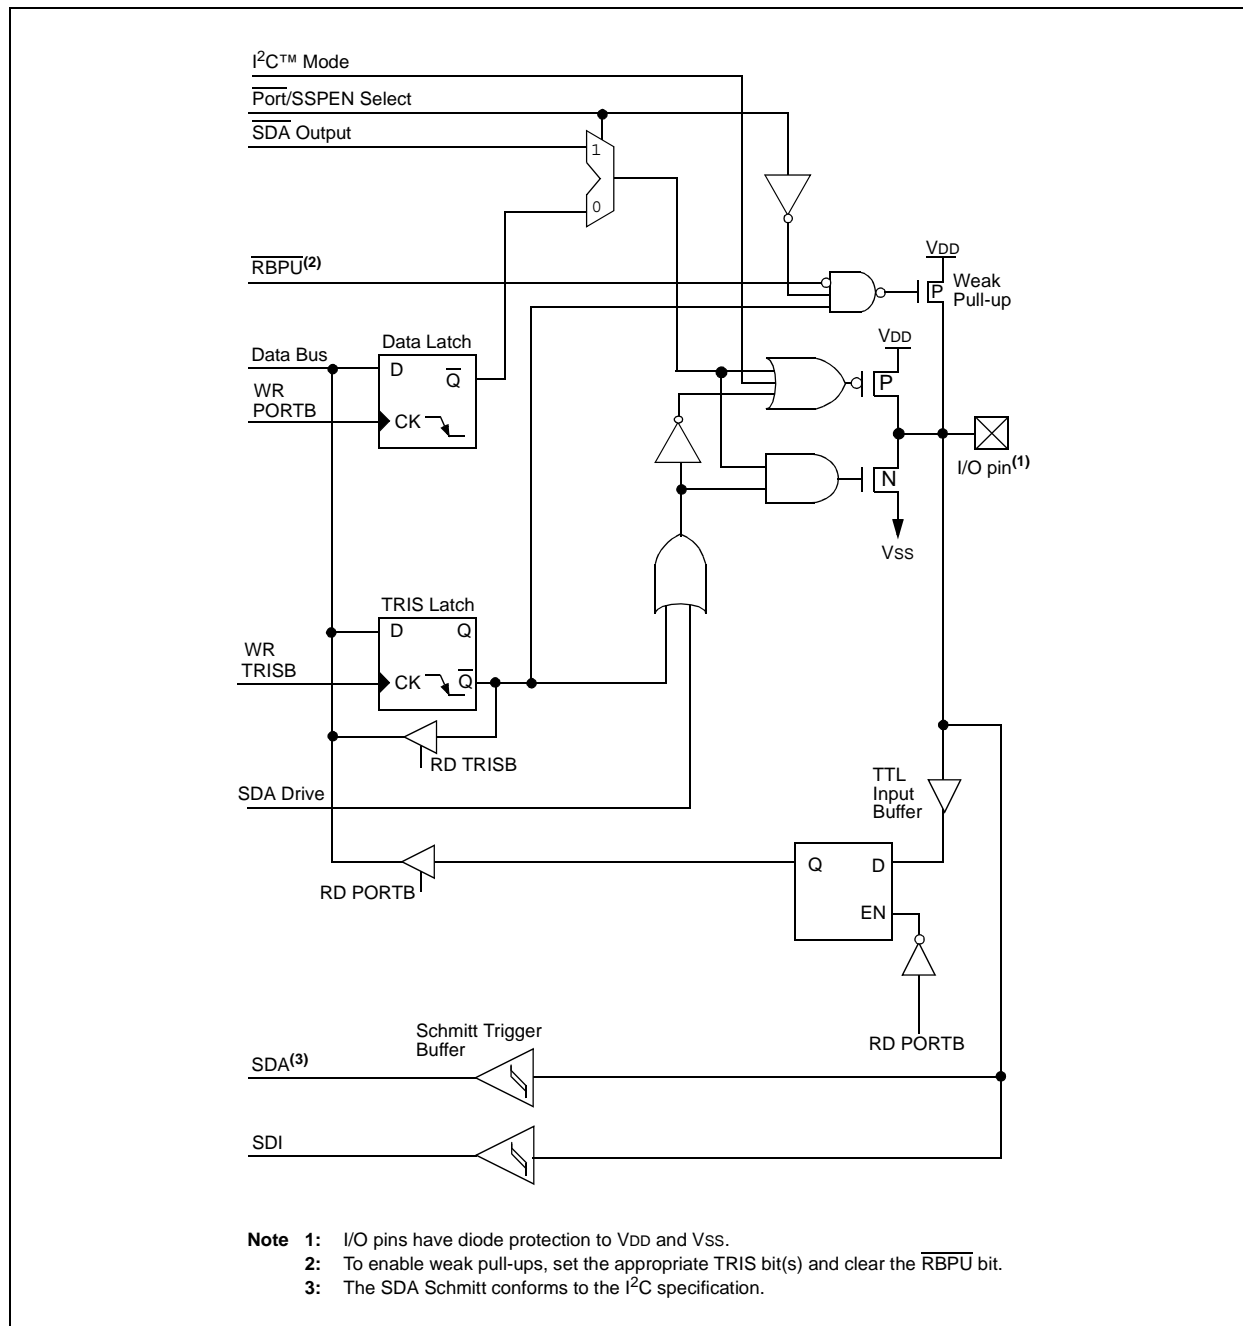 I²C™ Mode
Port/SSPEN Select
SDA Output
1
0
RBPU(2)
VDD
Weak
Pull-up
P
Data Latch
VDD
Data Bus
D
Q
P
WR
PORTB
CK
I/O pin(1)
N
VSS
TRIS Latch
D
Q
WR
TRISB
CK
Q
RD TRISB
TTL
Input
Buffer
SDA Drive
Q
D
RD PORTB
EN
Schmitt Trigger
Buffer
RD PORTB
SDA(3)
SDI
Note 1: I/O pins have diode protection to VDD and VSS.
2: To enable weak pull-ups, set the appropriate TRIS bit(s) and clear the RBPU bit.
3: The SDA Schmitt conforms to the I²C specification.